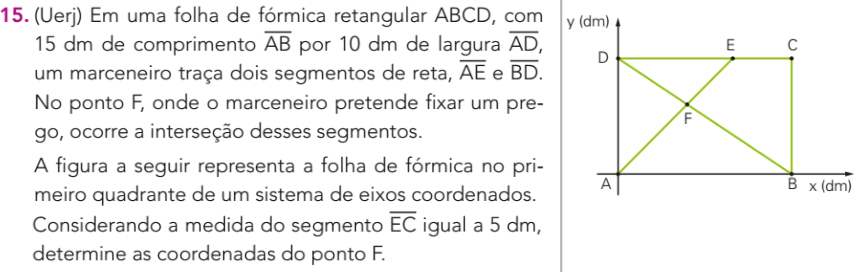 15. (Uerj) Em uma folha de fórmica retangular ABCD, com
15 dm de comprimento AB por 10 dm de largura AD,
um marceneiro traça dois segmentos de reta, AE e BD.
No ponto F, onde o marceneiro pretende fixar um pre-
go, ocorre a interseção desses segmentos.
A figura a seguir representa a folha de fórmica no pri-
meiro quadrante de um sistema de eixos coordenados.
Considerando a medida do segmento EC igual a 5 dm,
determine as coordenadas do ponto F.
y (dm)
E C
D
F
A B x (dm)